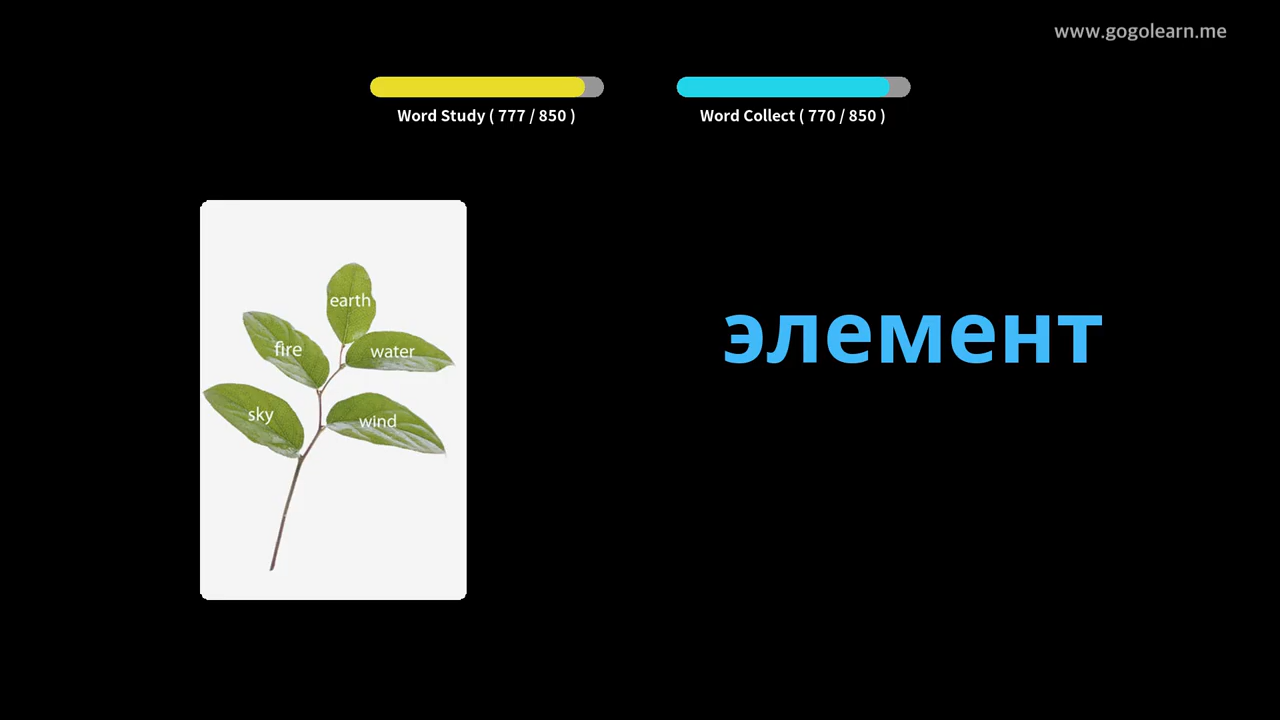 www.gogolearn.me
Word Study ( 777 / 850 )
Word Collect ( 770 / 850 )
earth
fire
water
sky
wind
элемент